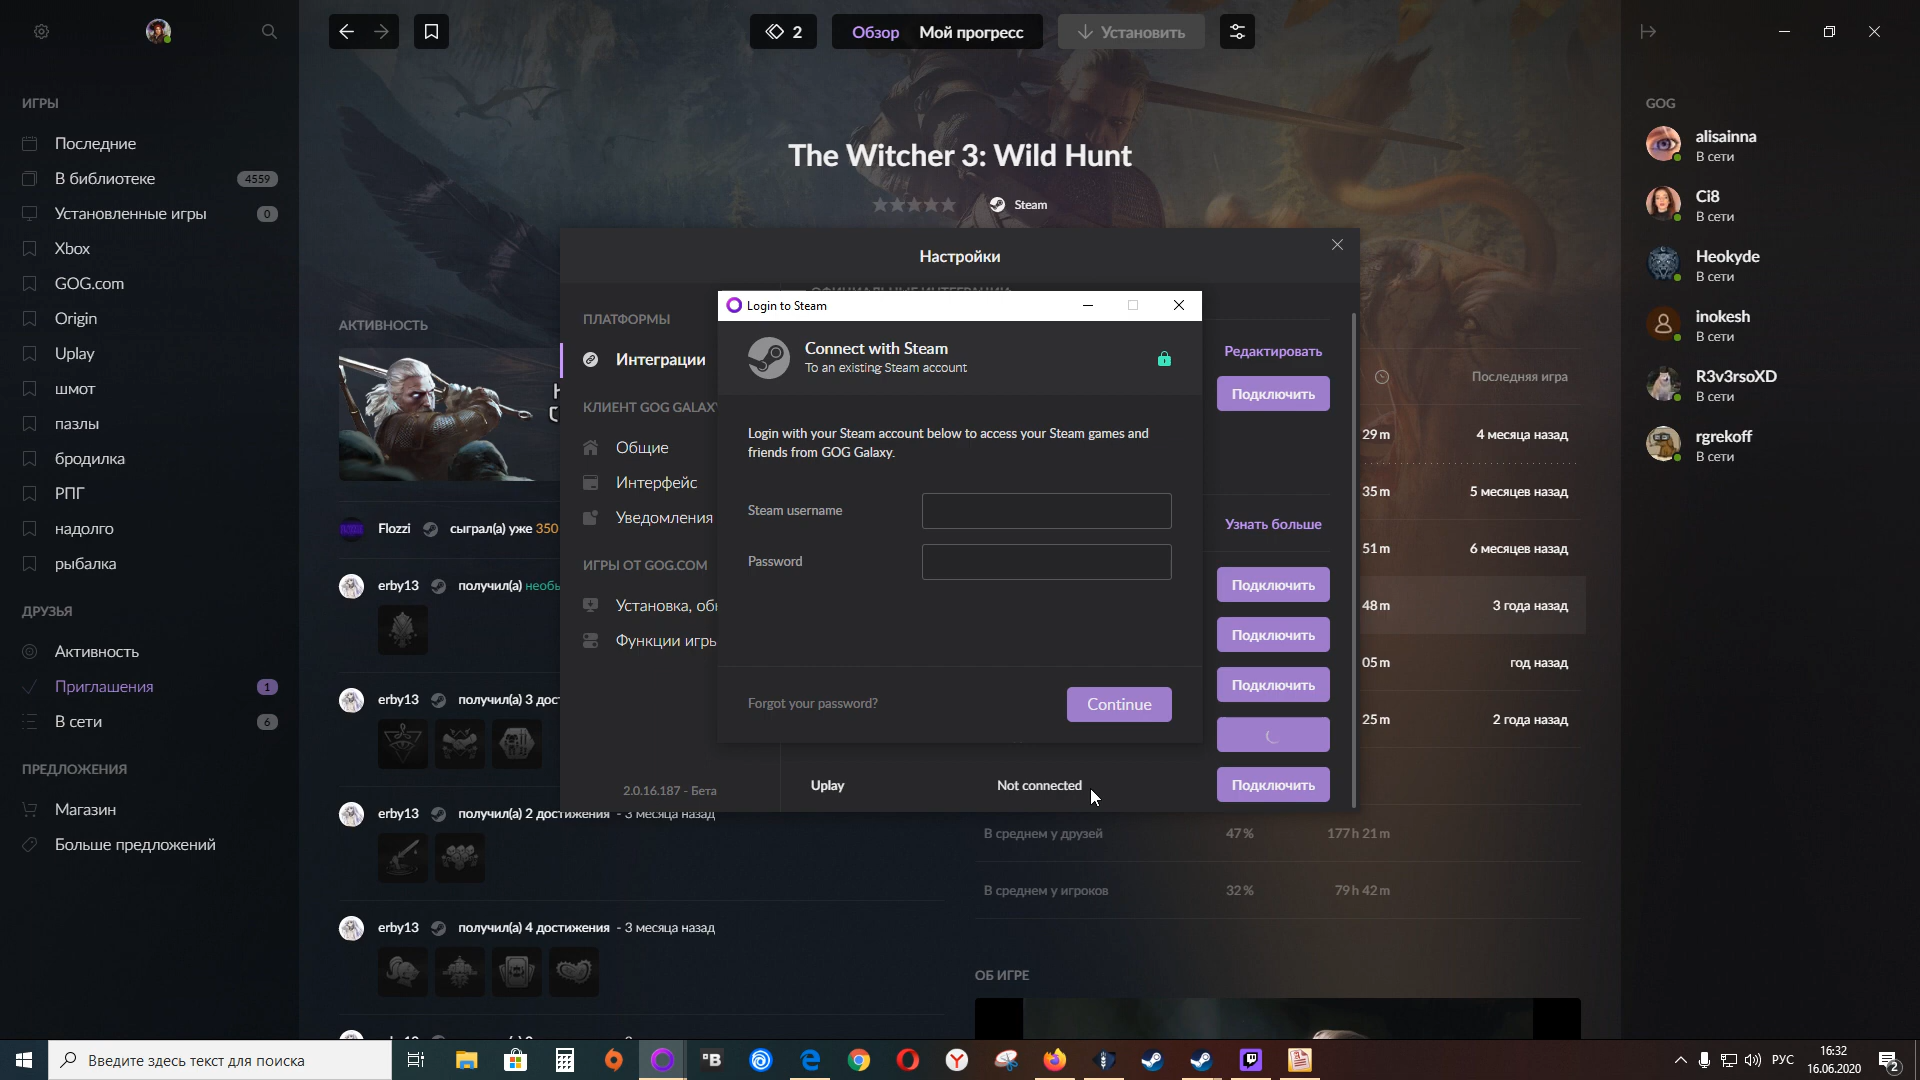 2
Обзор
Мой прогресс
Установить
ИГРЫ
Последние
В библиотеке
4559
Установленные игры
0
Xbox
GOG.com
Origin
Uplay
шмот
пазлы
бродилка
РПГ
надолго
рыбалка
ДРУЗЬЯ
Активность
Приглашения
1
В сети
6
ПРЕДЛОЖЕНИЯ
Магазин
Больше предложений
The Witcher 3: Wild Hunt
Steam
АКТИВНОСТЬ
Flozzi
сыграл(а) уже 350
erby13
получил(а) необы
erby13
получил(а) 3 дос
erby13
получил(а) 2 достижения - 3 месяца назад
erby13
получил(а) 4 достижения - 3 месяца назад
Настройки
ПЛАТФОРМЫ
Интеграции
КЛИЕНТ GOG GALAXY
Общие
Интерфейс
Уведомления
ИГРЫ ОТ GOG.COM
Установка, об
Функции игры
2.0.16.187 - Бета
ОФИЦИАЛЬНЫЕ ИНТЕГРАЦИИ
Login to Steam
Connect with Steam
To an existing Steam account
Login with your Steam account below to access your Steam games and
friends from GOG Galaxy.
Steam username
Password
Forgot your password?
Continue
Редактировать
Подключить
Узнать больше
Подключить
Подключить
Подключить
Uplay
Not connected
Подключить
Последняя игра
29 m
4 месяца назад
35 m
5 месяцев назад
51 m
6 месяцев назад
48 m
3 года назад
05 m
год назад
25 m
2 года назад
В среднем у друзей
47 %
177 h 21 m
В среднем у игроков
32 %
79 h 42 m
ОБ ИГРЕ
GOG
alisainna
В сети
Ci8
В сети
Heokyde
В сети
inokesh
В сети
R3v3rsoXD
В сети
rgrekoff
В сети
Введите здесь текст для поиска
B
РУС
16:32
16.06.2020
2